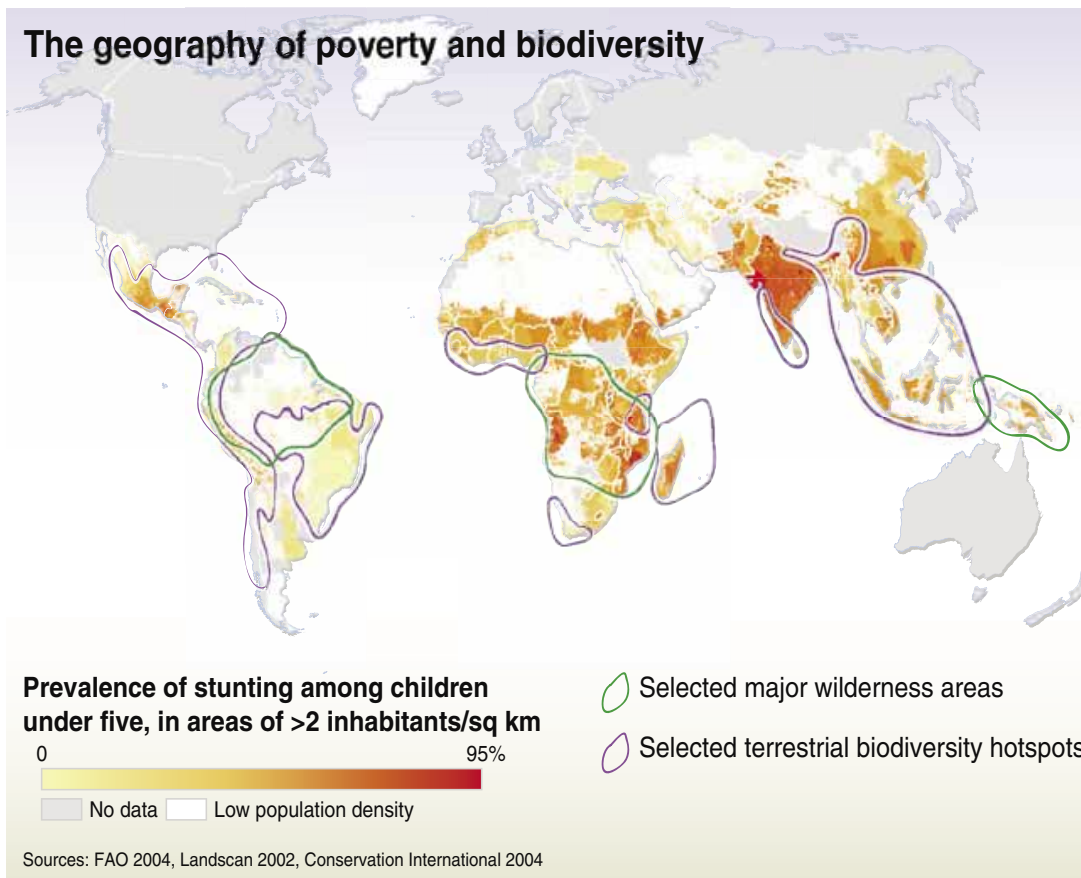 The geography of poverty and biodiversity
Prevalence of stunting among children
under five, in areas of >2 inhabitants/sq km
0 95%
No data Low population density
Selected major wilderness areas
Selected terrestrial biodiversity hotspots
Sources: FAO 2004, Landscan 2002, Conservation International 2004